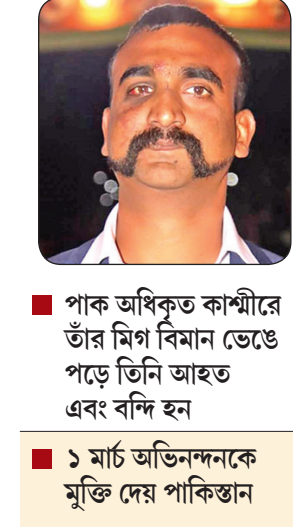 পাক অধিকৃত কাশ্মীরে
তাঁর মিগ বিমান ভেঙে
পড়ে তিনি আহত
এবং বন্দি হন
১ মার্চ অভিনন্দনকে
মুক্তি দেয় পাকিস্তান